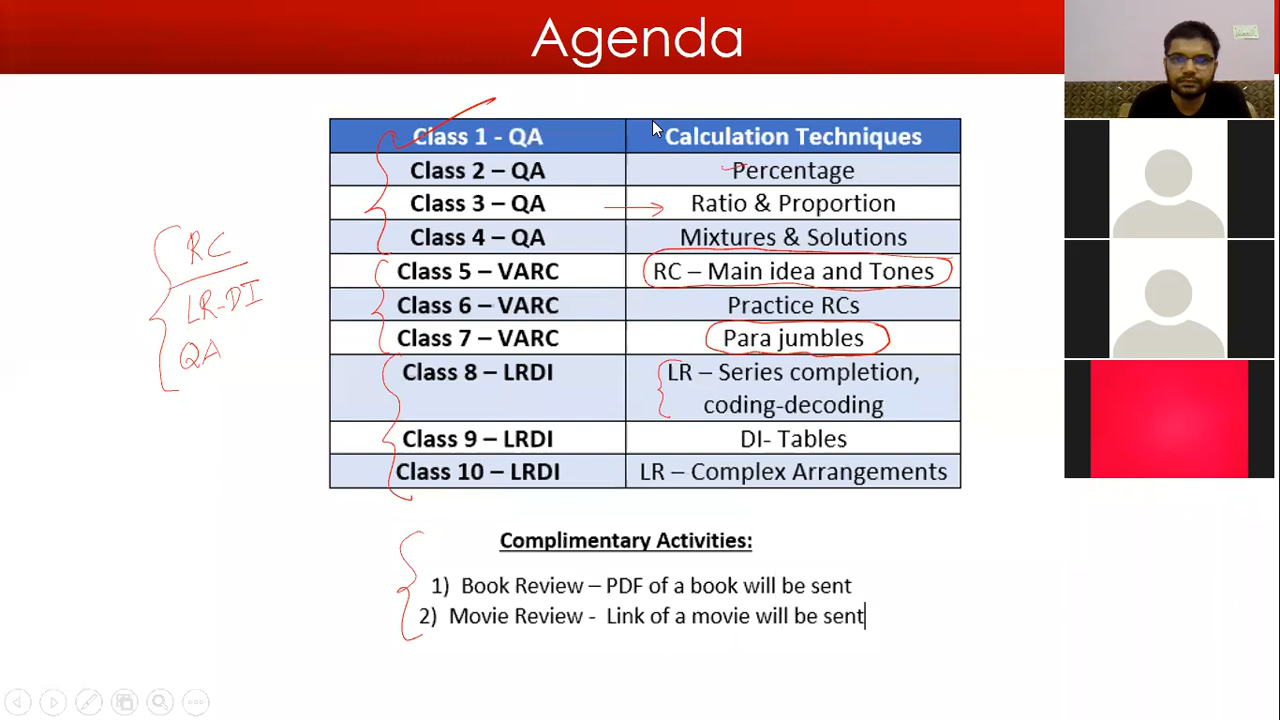 Agenda
Class 1 - QA Calculation Techniques
Class 2 – QA Percentage
Class 3 – QA Ratio & Proportion
Class 4 – QA Mixtures & Solutions
Class 5 – VARC RC – Main idea and Tones
Class 6 – VARC Practice RCs
Class 7 – VARC Para jumbles
Class 8 – LRDI LR – Series completion,
coding-decoding
Class 9 – LRDI DI- Tables
Class 10 – LRDI LR – Complex Arrangements
RC
LR-DI
QA
Complimentary Activities:
1) Book Review – PDF of a book will be sent
2) Movie Review - Link of a movie will be sent